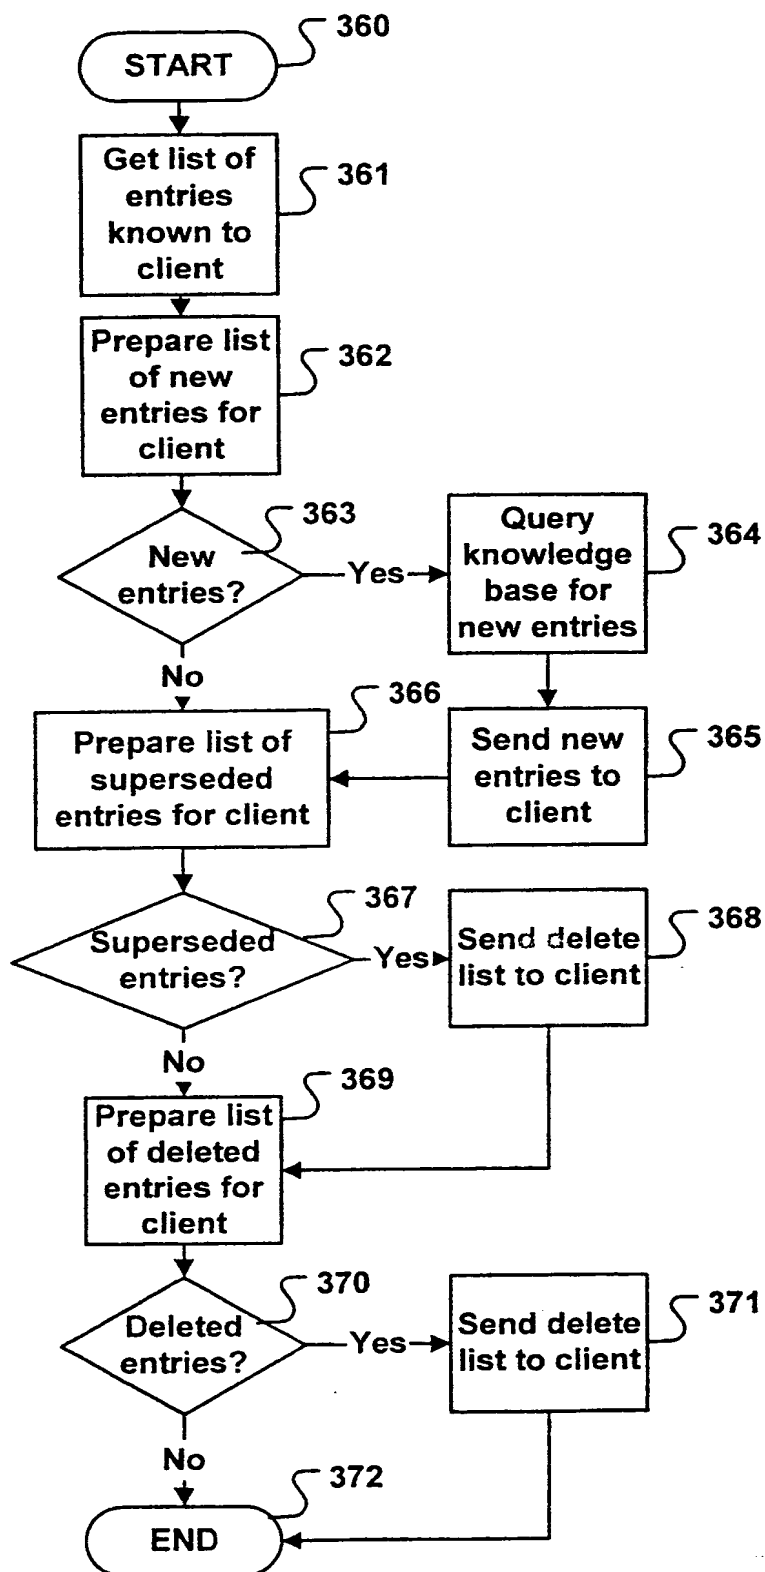 360
START
361
Get list of
entries
known to
client
362
Prepare list
of new
entries for
client
363
New
entries?
Yes
364
Query
knowledge
base for
new entries
No
366
Prepare list of
superseded
entries for client
365
Send new
entries to
client
367
Superseded
entries?
Yes
368
Send delete
list to client
No
369
Prepare list
of deleted
entries for
client
370
Deleted
entries?
Yes
371
Send delete
list to client
No
372
END